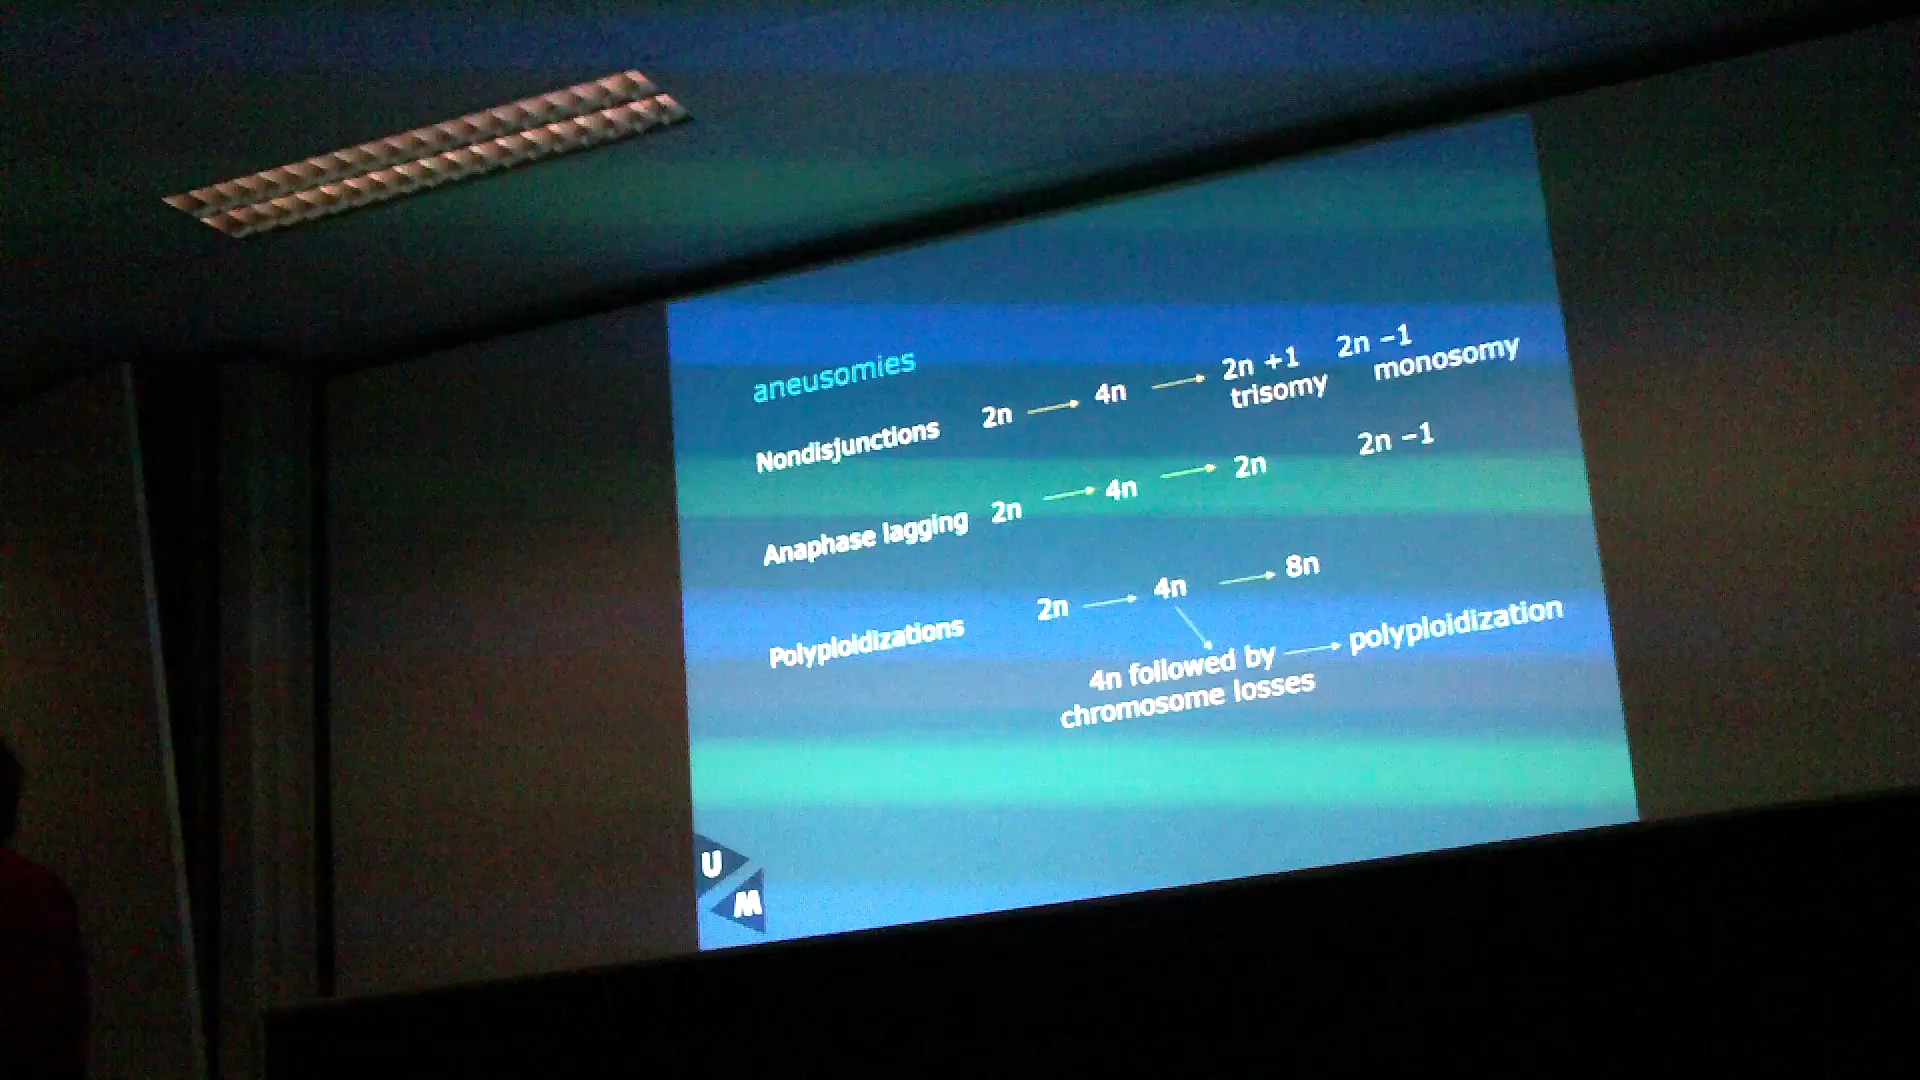 aneusomies
Nondisjunctions 2n → 4n → 2n +1 2n –1
trisomy monosomy
Anaphase lagging 2n → 4n → 2n 2n –1
Polyploidizations 2n → 4n → 8n
4n followed by → polyploidization
chromosome losses
U
M